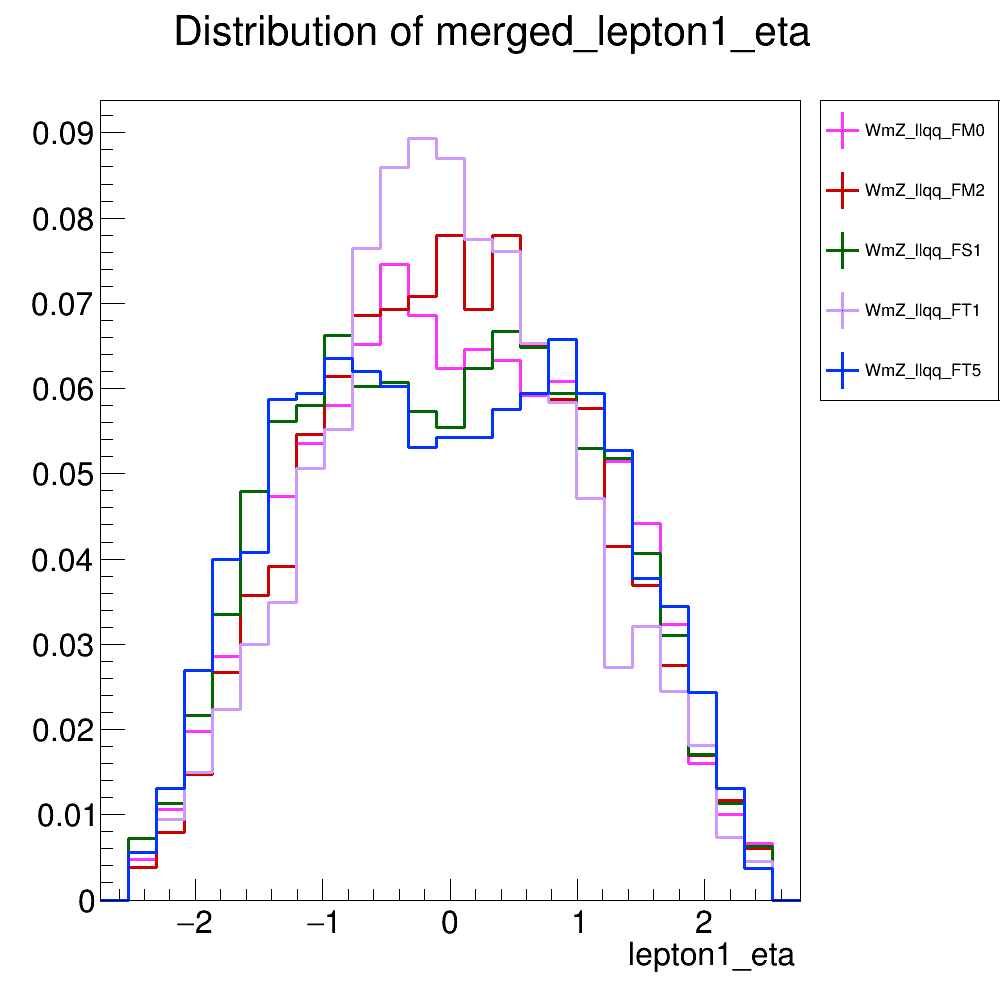 Distribution of merged_lepton1_eta
0.09
0.08
0.07
0.06
0.05
0.04
0.03
0.02
0.01
0
−2
−1
0
1
2
lepton1_eta
WmZ_llqq_FM0
WmZ_llqq_FM2
WmZ_llqq_FS1
WmZ_llqq_FT1
WmZ_llqq_FT5